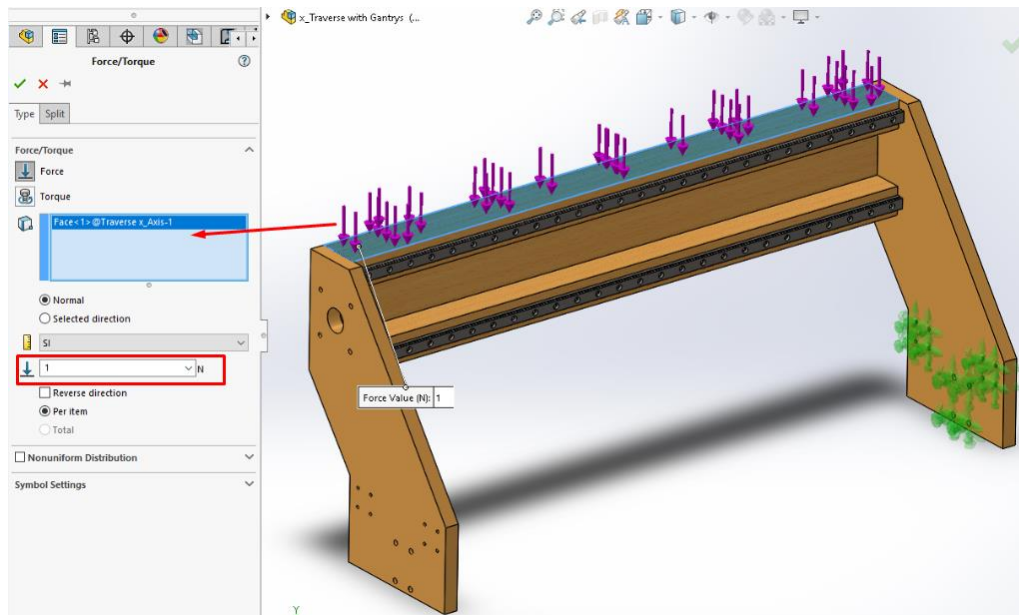 x_Traverse with Gantrys (...
Force/Torque
Type Split
Force/Torque
Force
Torque
Face<1>@Traverse x_Axis-1
Normal
Selected direction
SI
1 N
Reverse direction
Per item
Total
Nonuniform Distribution
Symbol Settings
Force Value (N): 1
Y